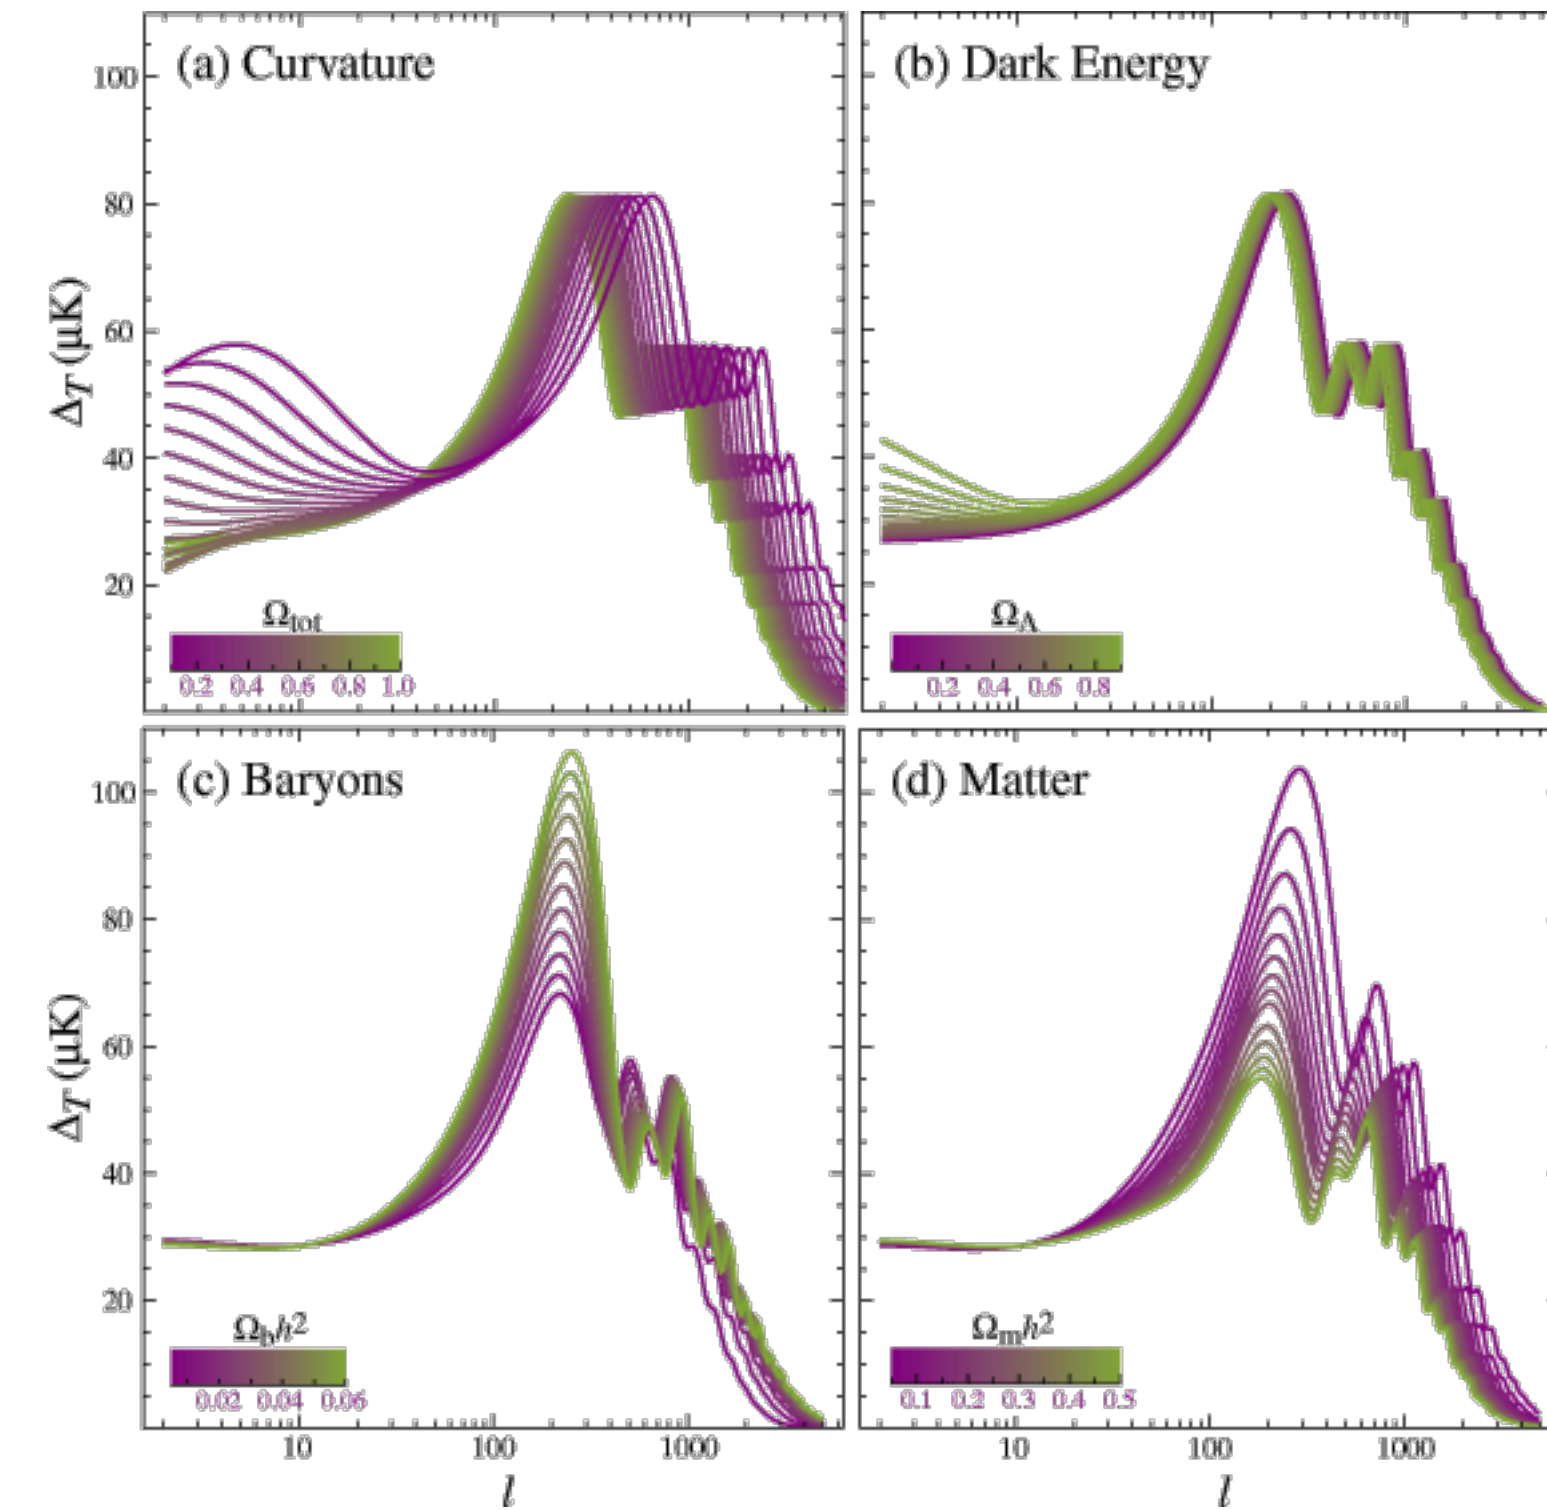 (a) Curvature
(b) Dark Energy
100
80
60
40
20
ΔT (μK)
Ωtot
0.2 0.4 0.6 0.8 1.0
ΩΛ
0.2 0.4 0.6 0.8
(c) Baryons
(d) Matter
100
80
60
40
20
ΔT (μK)
Ωbh2
0.02 0.04 0.06
Ωmh2
0.1 0.2 0.3 0.4 0.5
10 100 1000
10 100 1000
l
l